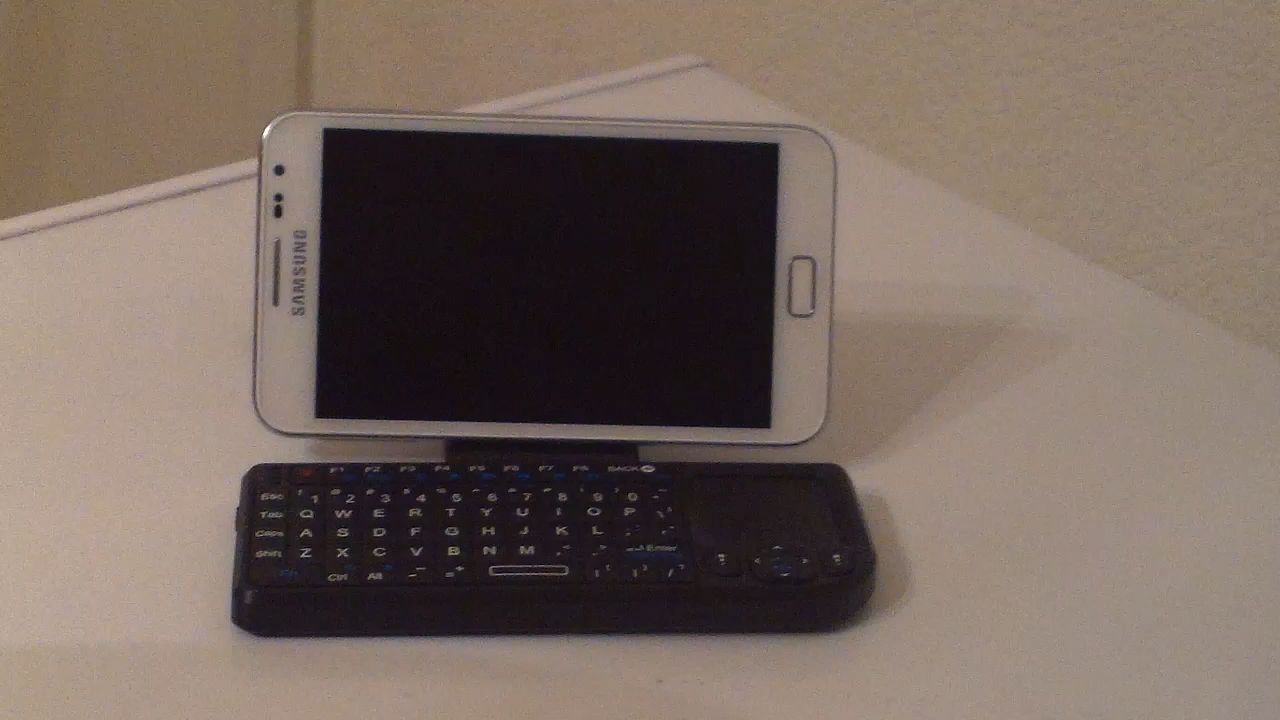 SAMSUNG
F1 F2 F3 F4 F5 F6 F7 F8 BACK
Esc 1 2 3 4 5 6 7 8 9 0
Tab Q W E R T Y U I O P
Caps A S D F G H J K L
Shift Z X C V B N M Enter
Fn Ctrl Alt